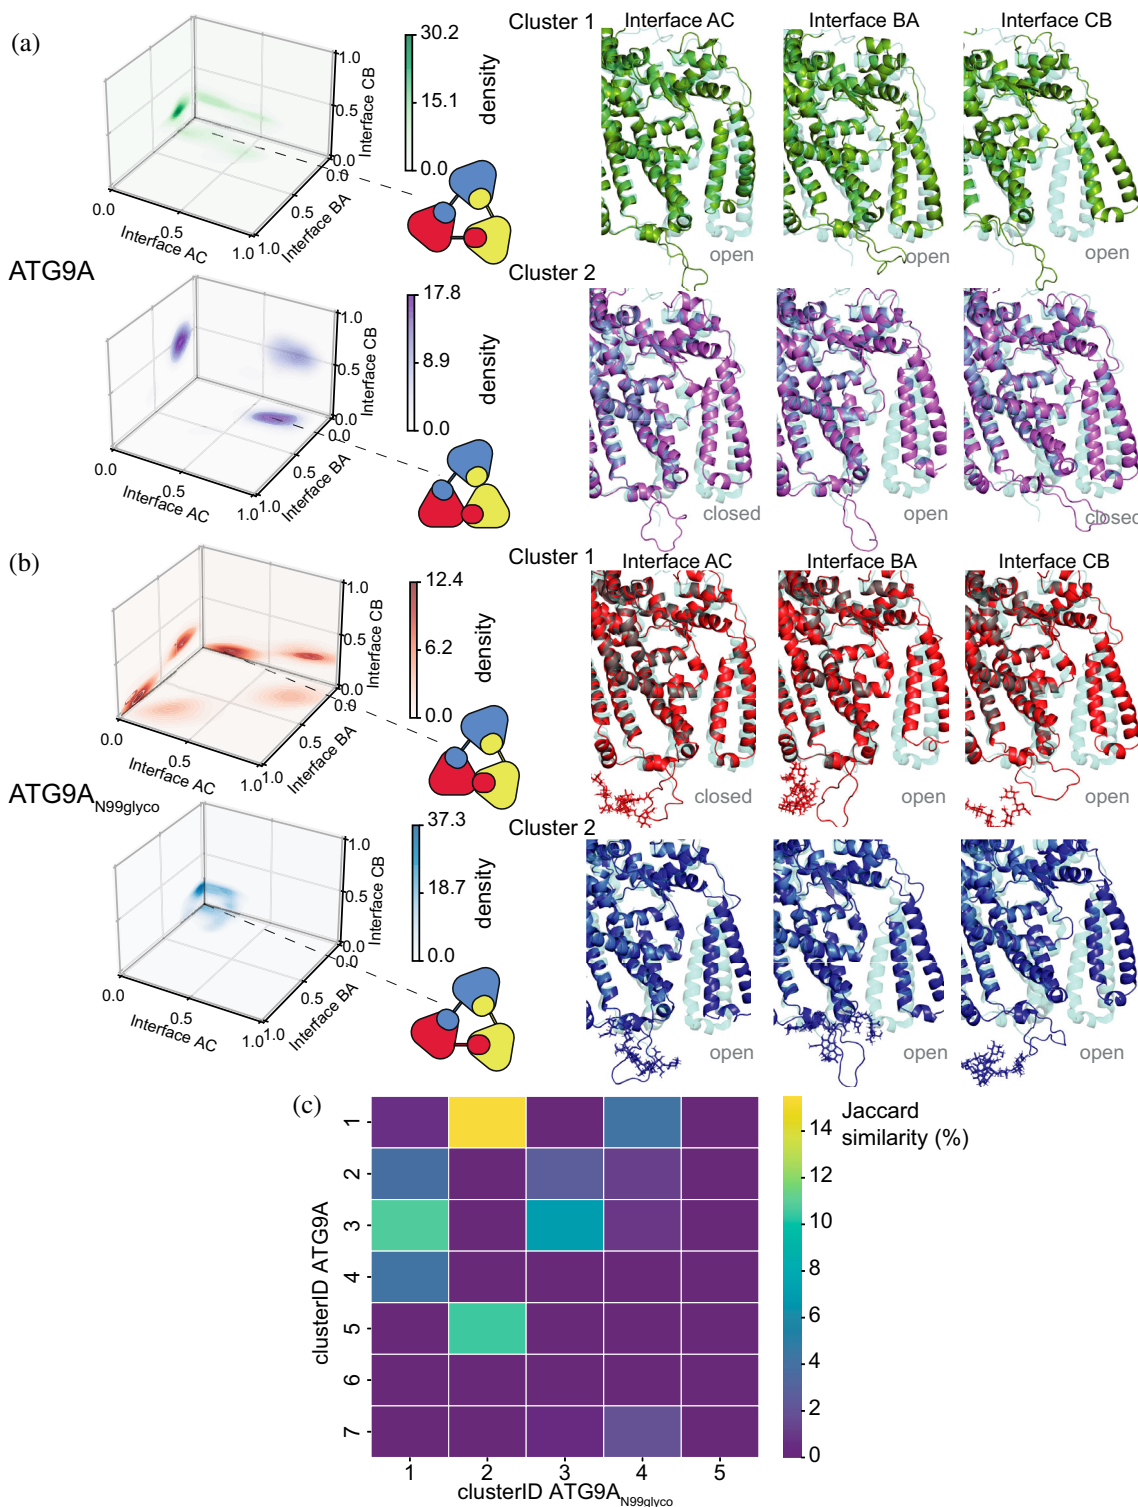 (a)
Cluster 1
Interface AC
Interface BA
Interface CB
1.0
0.5
0.0
Interface CB
0.0
0.5
1.0
Interface AC
0.0
0.5
1.0
Interface BA
30.2
15.1
0.0
density
open
open
open
ATG9A
Cluster 2
1.0
0.5
0.0
Interface CB
0.0
0.5
1.0
Interface AC
0.0
0.5
1.0
Interface BA
17.8
8.9
0.0
density
closed
open
closed
(b)
Cluster 1
Interface AC
Interface BA
Interface CB
1.0
0.5
0.0
Interface CB
0.0
0.5
1.0
Interface AC
0.0
0.5
1.0
Interface BA
12.4
6.2
0.0
density
closed
open
open
ATG9A N99glyco
Cluster 2
1.0
0.5
0.0
Interface CB
0.0
0.5
1.0
Interface AC
0.0
0.5
1.0
Interface BA
37.3
18.7
0.0
density
open
open
open
(c)
Jaccard
similarity (%)
14
12
10
8
6
4
2
0
clusterID ATG9A
1
2
3
4
5
6
7
1 2 3 4 5
clusterID ATG9A N99glyco